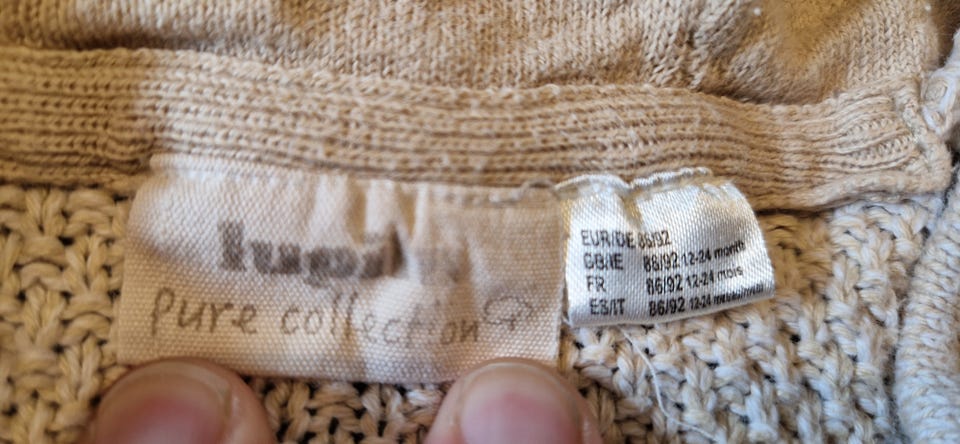 pure collection
EUR/DE 86/92
GB/IE 86/92 12-24 month
FR 86/92 12-24 mois
ES/IT 86/92 12-24